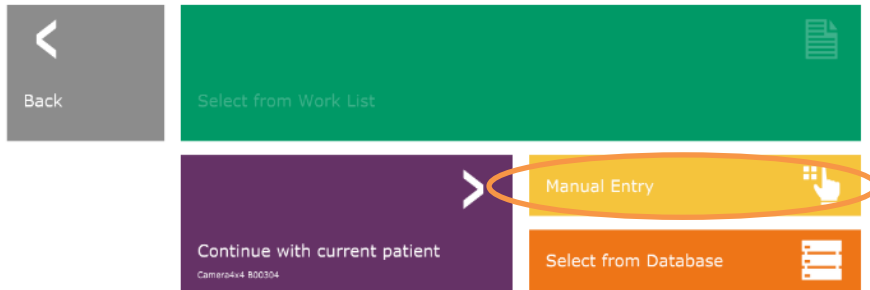 Back
Select from Work List
Manual Entry
Continue with current patient
Camera4x4 B00304
Select from Database